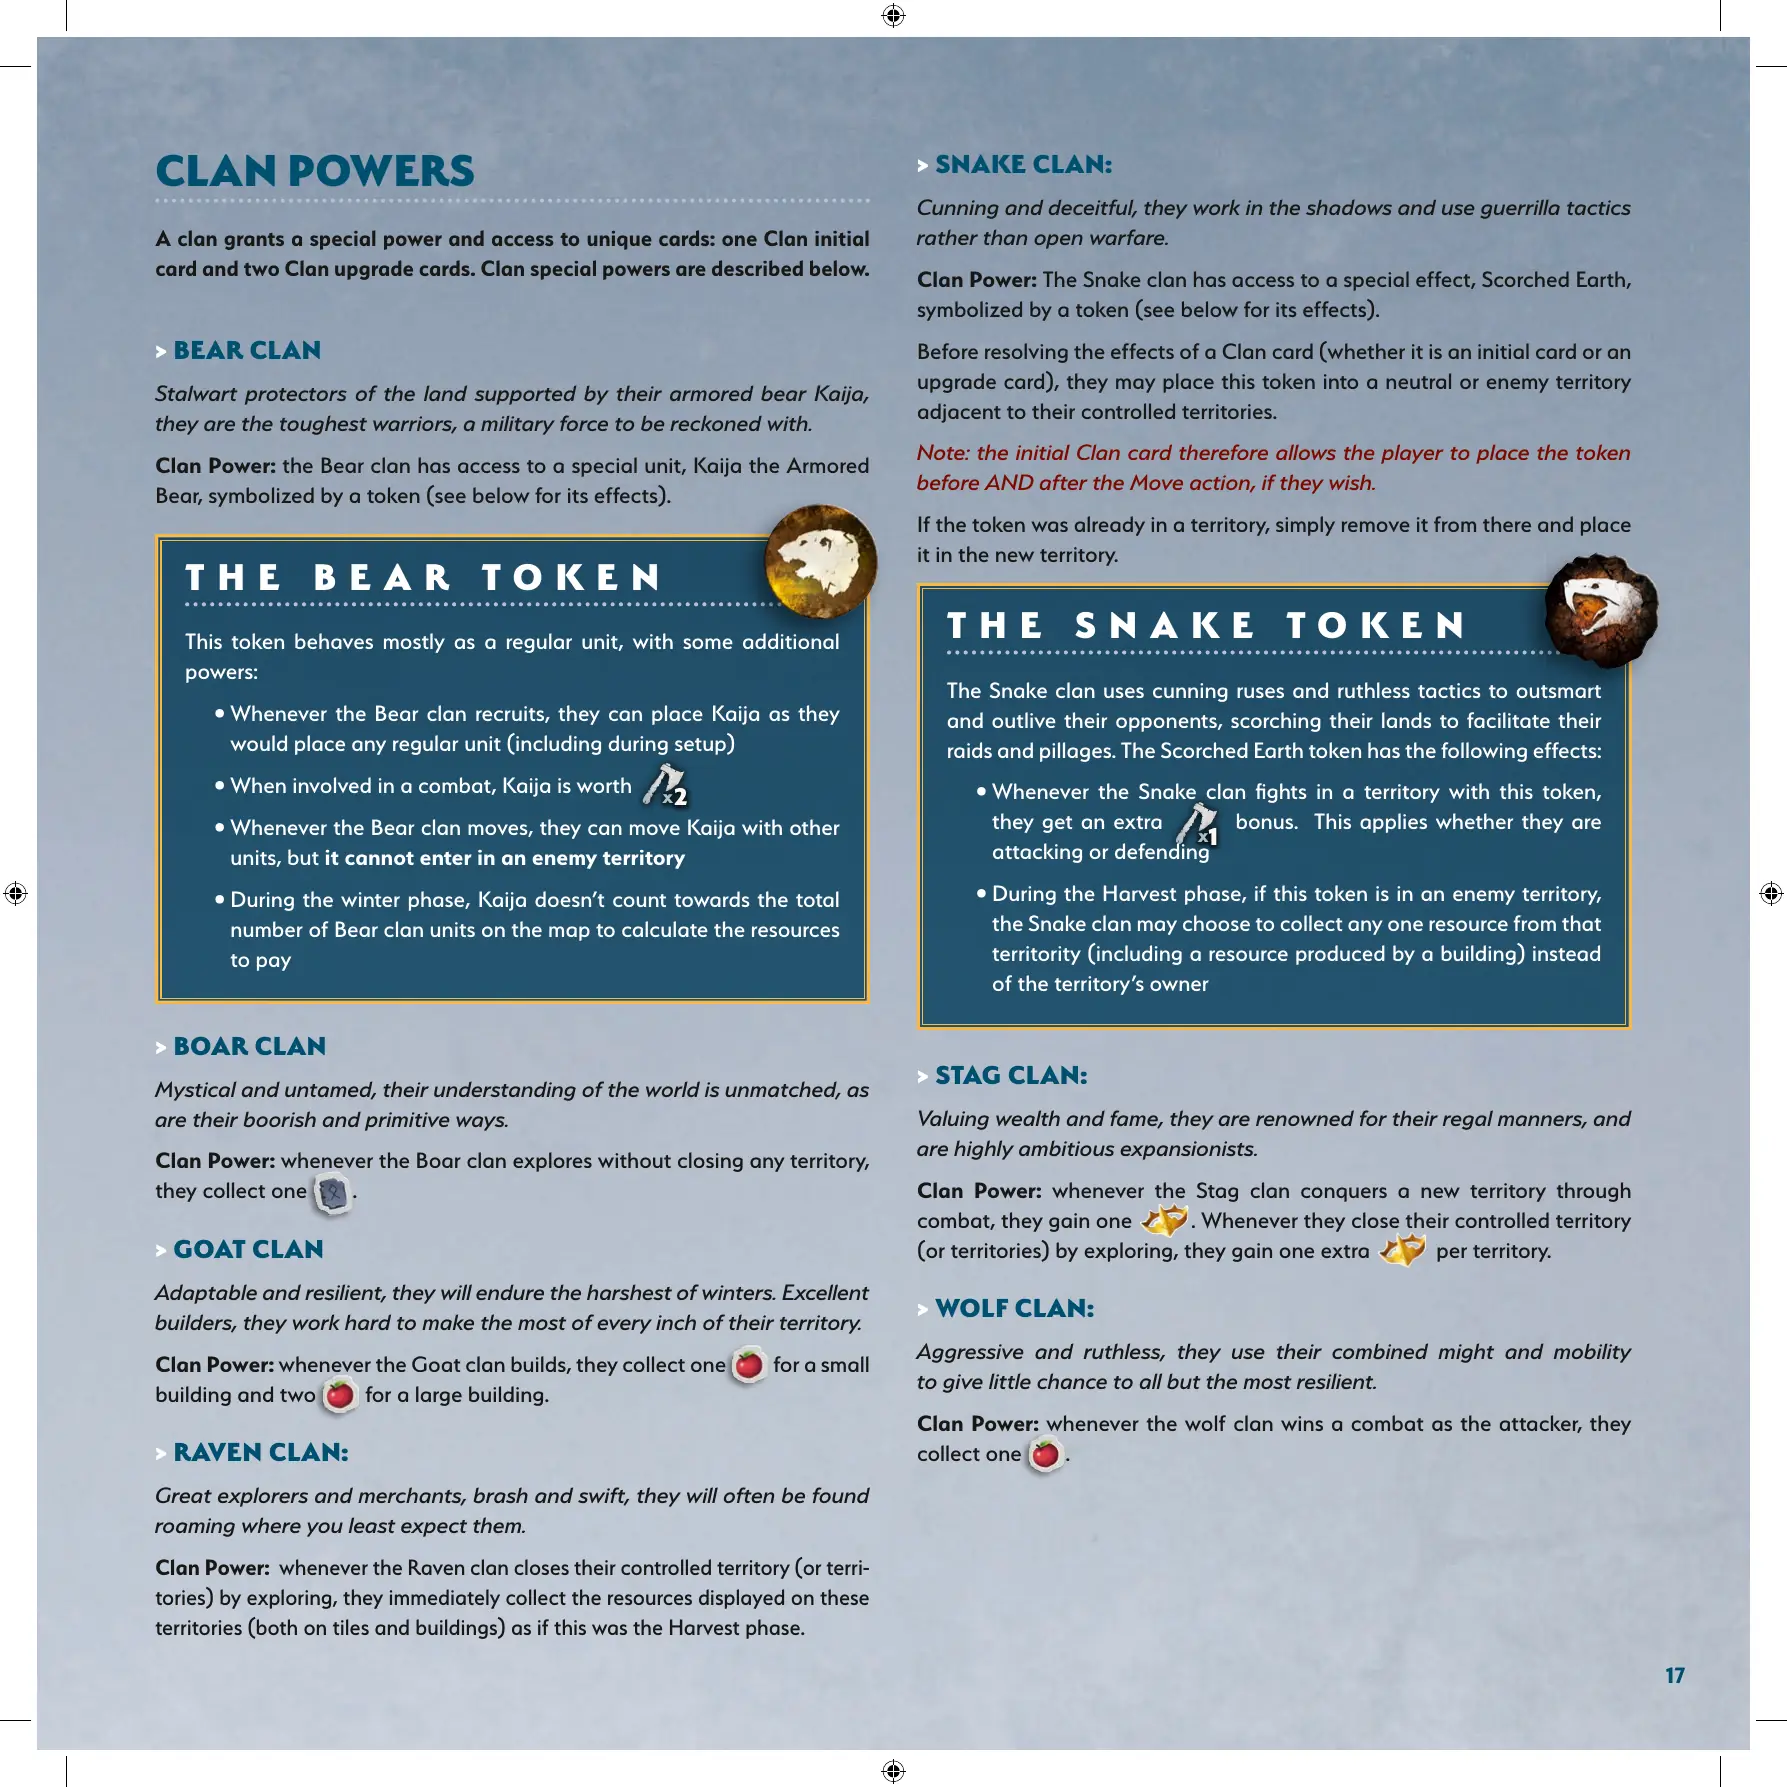 CLAN POWERS
A clan grants a special power and access to unique cards: one Clan initial
card and two Clan upgrade cards. Clan special powers are described below.
> BEAR CLAN
Stalwart protectors of the land supported by their armored bear Kaija,
they are the toughest warriors, a military force to be reckoned with.
Clan Power: the Bear clan has access to a special unit, Kaija the Armored
Bear, symbolized by a token (see below for its effects).
THE BEAR TOKEN
This token behaves mostly as a regular unit, with some additional
powers:
• Whenever the Bear clan recruits, they can place Kaija as they
would place any regular unit (including during setup)
• When involved in a combat, Kaija is worth x2
• Whenever the Bear clan moves, they can move Kaija with other
units, but it cannot enter in an enemy territory
• During the winter phase, Kaija doesn’t count towards the total
number of Bear clan units on the map to calculate the resources
to pay
> BOAR CLAN
Mystical and untamed, their understanding of the world is unmatched, as
are their boorish and primitive ways.
Clan Power: whenever the Boar clan explores without closing any territory,
they collect one .
> GOAT CLAN
Adaptable and resilient, they will endure the harshest of winters. Excellent
builders, they work hard to make the most of every inch of their territory.
Clan Power: whenever the Goat clan builds, they collect one for a small
building and two for a large building.
> RAVEN CLAN:
Great explorers and merchants, brash and swift, they will often be found
roaming where you least expect them.
Clan Power: whenever the Raven clan closes their controlled territory (or terri-
tories) by exploring, they immediately collect the resources displayed on these
territories (both on tiles and buildings) as if this was the Harvest phase.
> SNAKE CLAN:
Cunning and deceitful, they work in the shadows and use guerrilla tactics
rather than open warfare.
Clan Power: The Snake clan has access to a special effect, Scorched Earth,
symbolized by a token (see below for its effects).
Before resolving the effects of a Clan card (whether it is an initial card or an
upgrade card), they may place this token into a neutral or enemy territory
adjacent to their controlled territories.
Note: the initial Clan card therefore allows the player to place the token
before AND after the Move action, if they wish.
If the token was already in a territory, simply remove it from there and place
it in the new territory.
THE SNAKE TOKEN
The Snake clan uses cunning ruses and ruthless tactics to outsmart
and outlive their opponents, scorching their lands to facilitate their
raids and pillages. The Scorched Earth token has the following effects:
• Whenever the Snake clan fights in a territory with this token,
they get an extra x1 bonus. This applies whether they are
attacking or defending
• During the Harvest phase, if this token is in an enemy territory,
the Snake clan may choose to collect any one resource from that
territority (including a resource produced by a building) instead
of the territory’s owner
> STAG CLAN:
Valuing wealth and fame, they are renowned for their regal manners, and
are highly ambitious expansionists.
Clan Power: whenever the Stag clan conquers a new territory through
combat, they gain one . Whenever they close their controlled territory
(or territories) by exploring, they gain one extra per territory.
> WOLF CLAN:
Aggressive and ruthless, they use their combined might and mobility
to give little chance to all but the most resilient.
Clan Power: whenever the wolf clan wins a combat as the attacker, they
collect one .
17